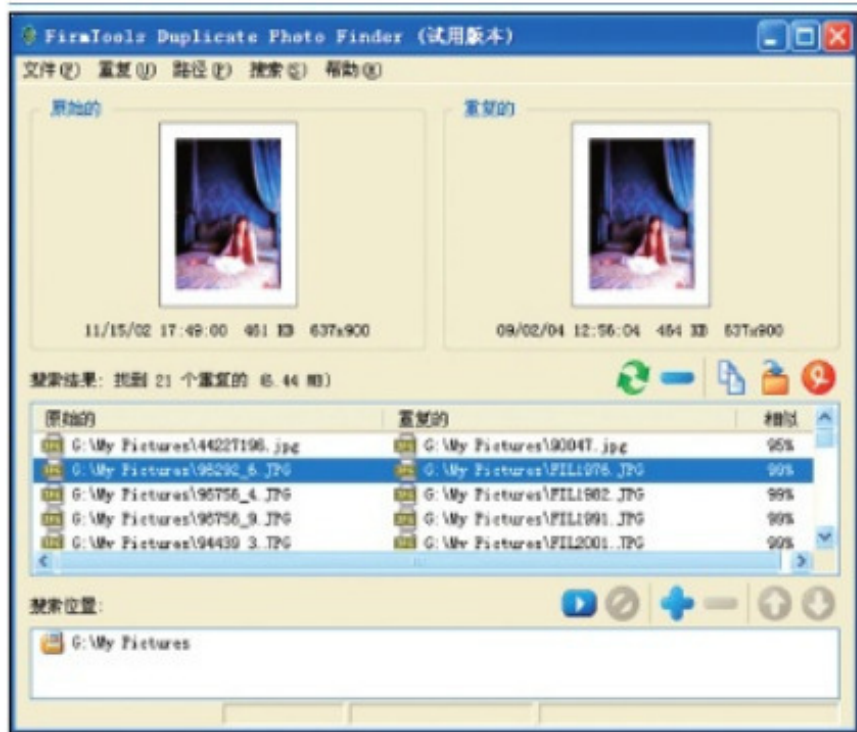 FirmTools Duplicate Photo Finder (试用版本)
文件(F) 重复(U) 路径(P) 搜索(S) 帮助(H)
原始的 重复的
11/15/02 17:49:00 461 KB 637x900 09/02/04 12:56:04 464 KB 637x900
搜索结果: 找到 21 个重复的 (6.44 MB)
原始的 重复的 相似
G:\My Pictures\44227196.jpg G:\My Pictures\90047.jpg 95%
G:\My Pictures\96292_6.JPG G:\My Pictures\FIL1976.JPG 99%
G:\My Pictures\96756_4.JPG G:\My Pictures\FIL1982.JPG 99%
G:\My Pictures\96756_9.JPG G:\My Pictures\FIL1991.JPG 99%
G:\My Pictures\94439_3.JPG G:\My Pictures\FIL2001.JPG 99%
搜索位置:
G:\My Pictures